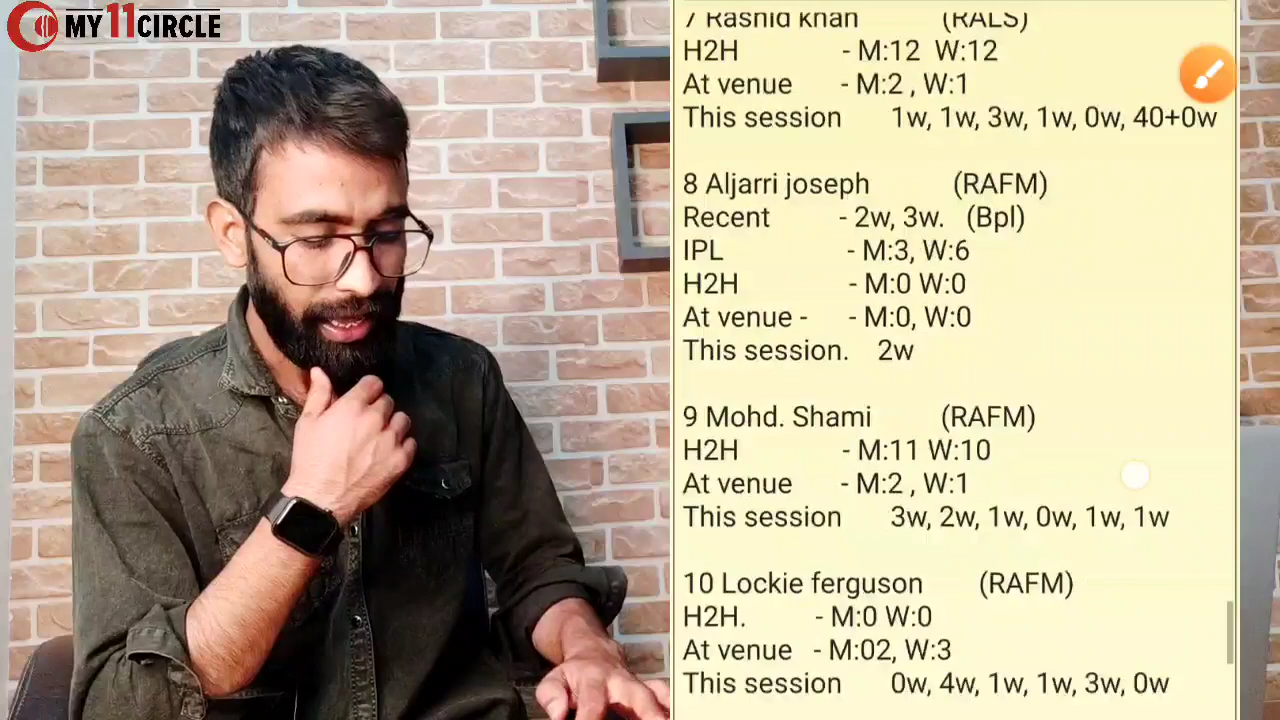 MY11CIRCLE
7 Rashid khan (RALS)
H2H - M:12 W:12
At venue - M:2 , W:1
This session 1w, 1w, 3w, 1w, 0w, 40+0w
8 Aljarri joseph (RAFM)
Recent - 2w, 3w. (Bpl)
IPL - M:3, W:6
H2H - M:0 W:0
At venue - - M:0, W:0
This session. 2w
9 Mohd. Shami (RAFM)
H2H - M:11 W:10
At venue - M:2 , W:1
This session 3w, 2w, 1w, 0w, 1w, 1w
10 Lockie ferguson (RAFM)
H2H. - M:0 W:0
At venue - M:02, W:3
This session 0w, 4w, 1w, 1w, 3w, 0w